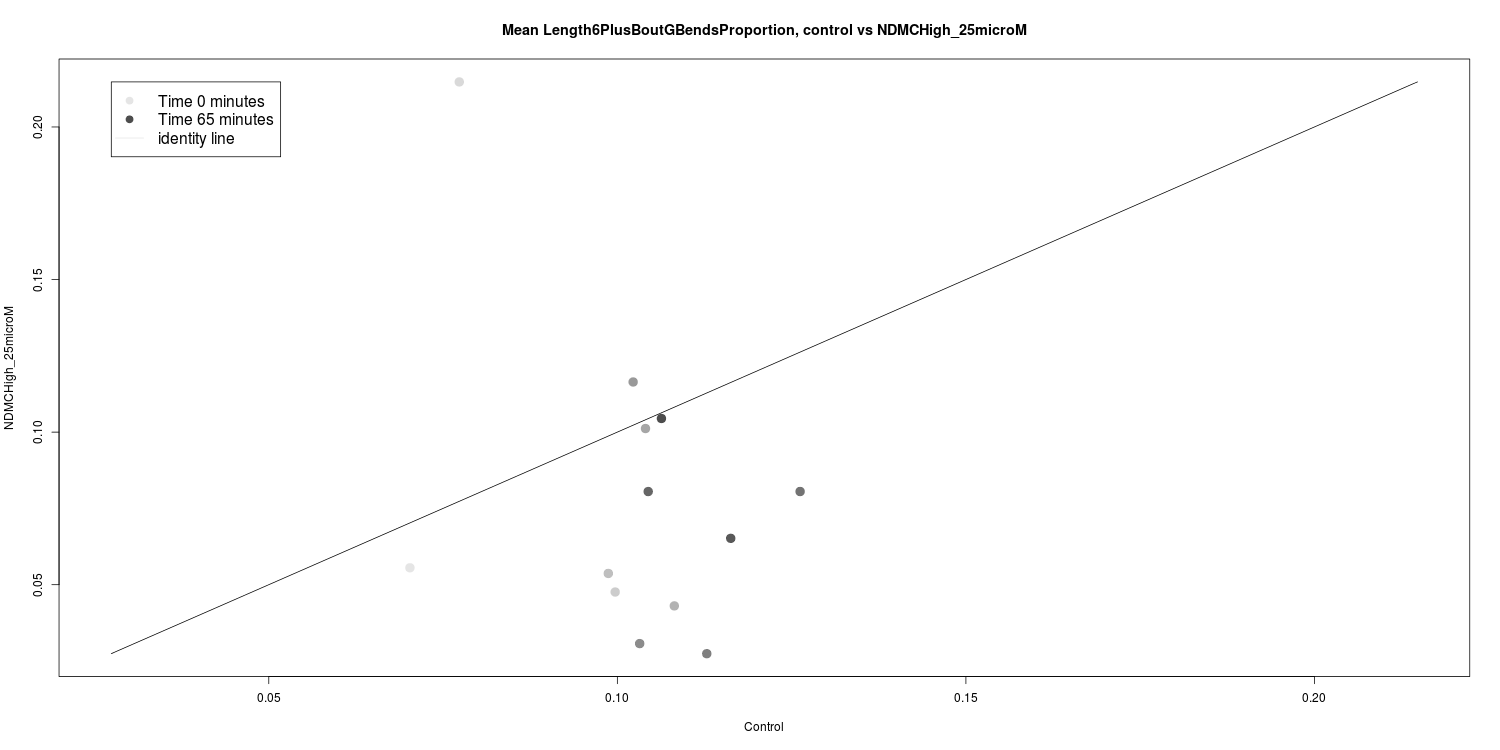 Mean Length6PlusBoutGBendsProportion, control vs NDMCHigh_25microM
Time 0 minutes
Time 65 minutes
identity line
NDMCHigh_25microM
0.20
0.15
0.10
0.05
0.05
0.10
0.15
0.20
Control